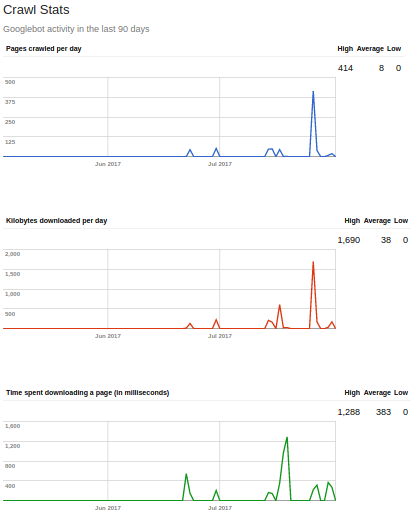 Crawl Stats
Googlebot activity in the last 90 days
Pages crawled per day High Average Low
414 8 0
500
375
250
125
Jun 2017 Jul 2017
Kilobytes downloaded per day High Average Low
1,690 38 0
2,000
1,500
1,000
500
Jun 2017 Jul 2017
Time spent downloading a page (in milliseconds) High Average Low
1,288 383 0
1,600
1,200
800
400
Jun 2017 Jul 2017